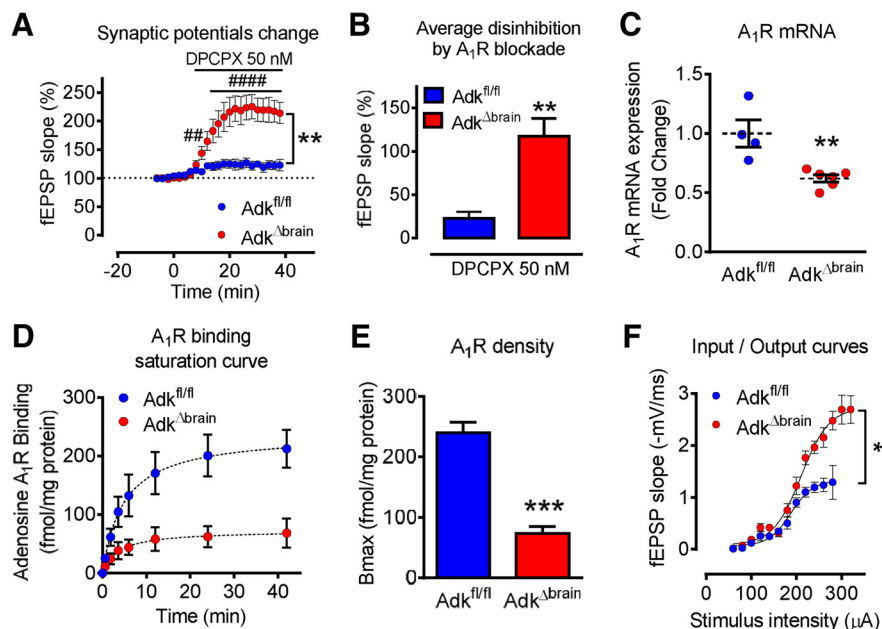 A
Synaptic potentials change
DPCPX 50 nM
####
##
**
fEPSP slope (%)
250
200
150
100
50
0
Adk^fl/fl
Adk^Δbrain
-20 0 20 40
Time (min)
B
Average disinhibition
by A₁R blockade
fEPSP slope (%)
150
100
50
0
Adk^fl/fl
Adk^Δbrain
**
DPCPX 50 nM
C
A₁R mRNA
A₁R mRNA expression
(Fold Change)
1.5
1.0
0.5
0.0
**
Adk^fl/fl Adk^Δbrain
D
A₁R binding
saturation curve
Adenosine A₁R Binding
(fmol/mg protein)
300
200
100
0
Adk^fl/fl
Adk^Δbrain
0 10 20 30 40
Time (min)
E
A₁R density
Bmax (fmol/mg protein)
300
200
100
0
***
Adk^fl/fl Adk^Δbrain
F
Input / Output curves
fEPSP slope (-mV/ms)
3
2
1
0
Adk^fl/fl
Adk^Δbrain
*
0 100 200 300
Stimulus intensity (μA)